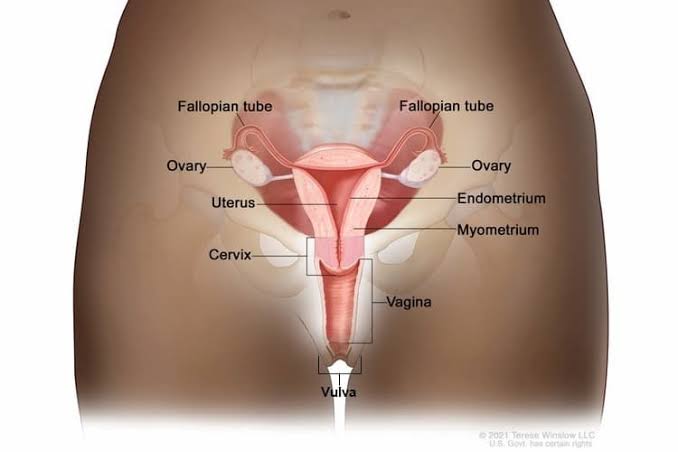 Fallopian tube
Fallopian tube
Ovary
Ovary
Uterus
Endometrium
Myometrium
Cervix
Vagina
Vulva
© 2021 Terese Winslow LLC
U.S. Govt. has certain rights